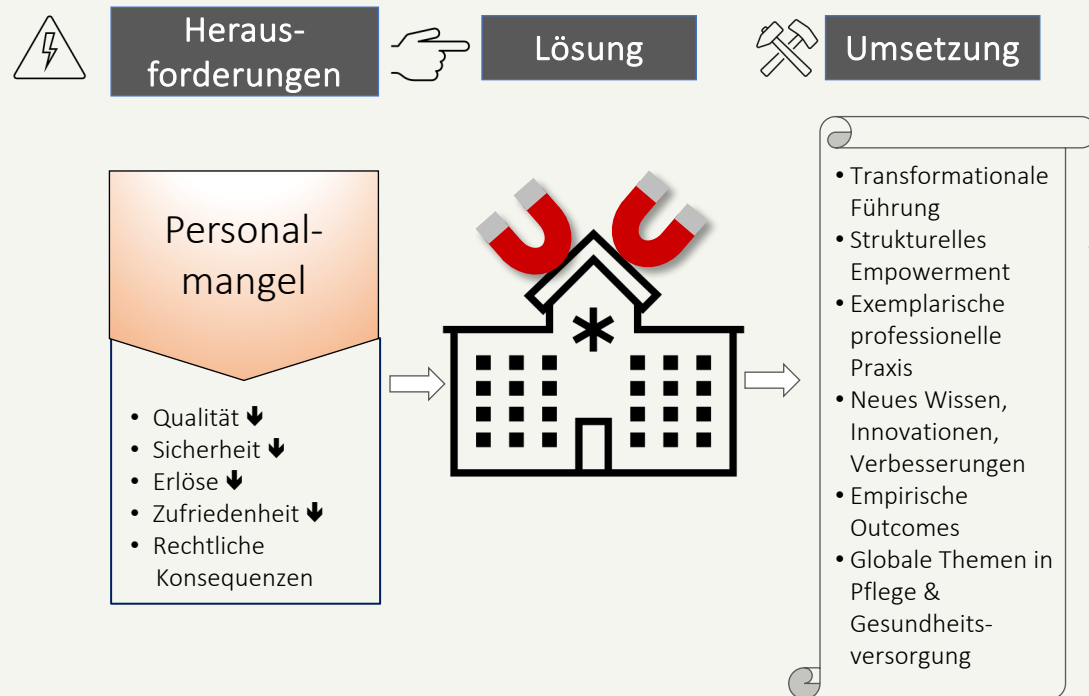 Heraus-
forderungen
Lösung
Umsetzung
Personal-
mangel
• Qualität 🡻
• Sicherheit 🡻
• Erlöse 🡻
• Zufriedenheit 🡻
• Rechtliche
Konsequenzen
• Transformationale
Führung
• Strukturelles
Empowerment
• Exemplarische
professionelle
Praxis
• Neues Wissen,
Innovationen,
Verbesserungen
• Empirische
Outcomes
• Globale Themen in
Pflege &
Gesundheits-
versorgung